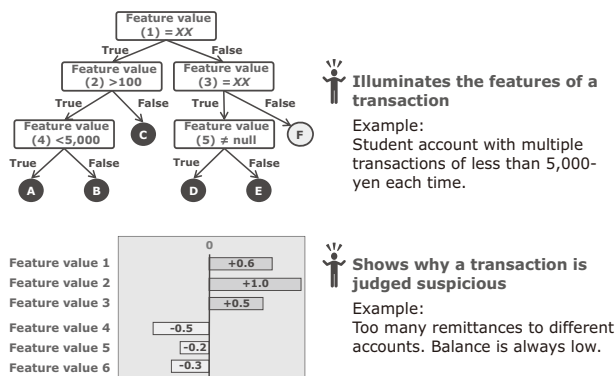 Feature value
(1) = XX
True
False
Feature value
(2) >100
Feature value
(3) = XX
True
False
True
False
Feature value
(4) <5,000
C
Feature value
(5) ≠ null
F
True
False
True
False
A
B
D
E
Illuminates the features of a
transaction
Example:
Student account with multiple
transactions of less than 5,000-
yen each time.
0
Feature value 1
+0.6
Feature value 2
+1.0
Feature value 3
+0.5
Feature value 4
-0.5
Feature value 5
-0.2
Feature value 6
-0.3
Shows why a transaction is
judged suspicious
Example:
Too many remittances to different
accounts. Balance is always low.